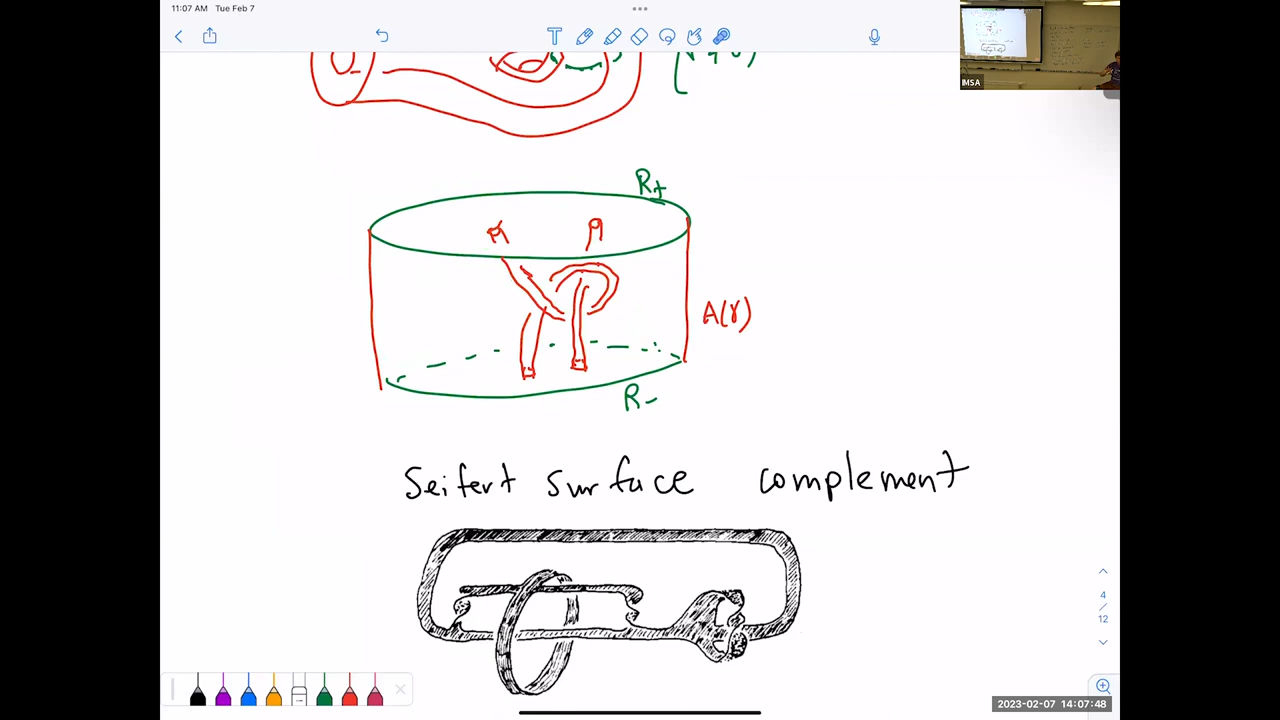 11:07 AM Tue Feb 7
IMSA
R+
A(γ)
R-
Seifert surface complement
4
/
12
2023-02-07 14:07:48